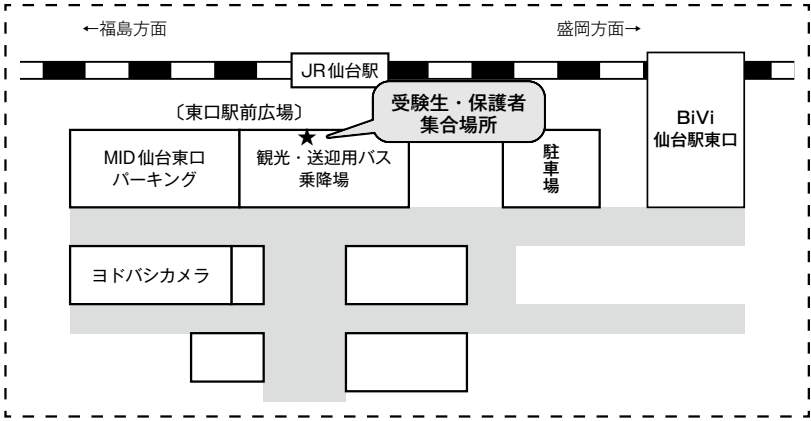 ←福島方面
盛岡方面→
JR仙台駅
〔東口駅前広場〕
受験生・保護者
集合場所
★
MID仙台東口
パーキング
観光・送迎用バス
乗降場
駐車場
BiVi
仙台駅東口
ヨドバシカメラ